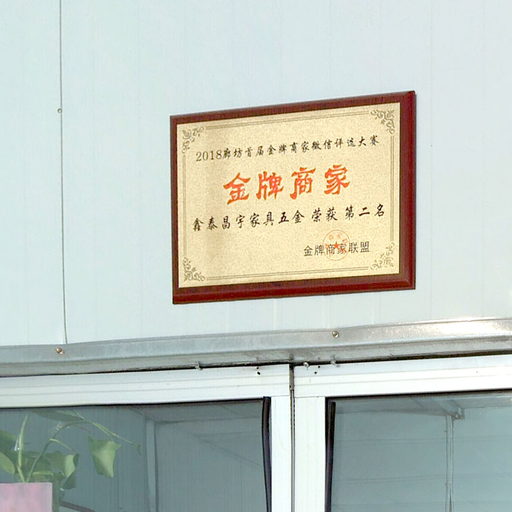 2018廊坊首届金牌商家微信评选大赛
金牌商家
鑫泰昌宇家具五金 荣获 第二名
金牌商家联盟